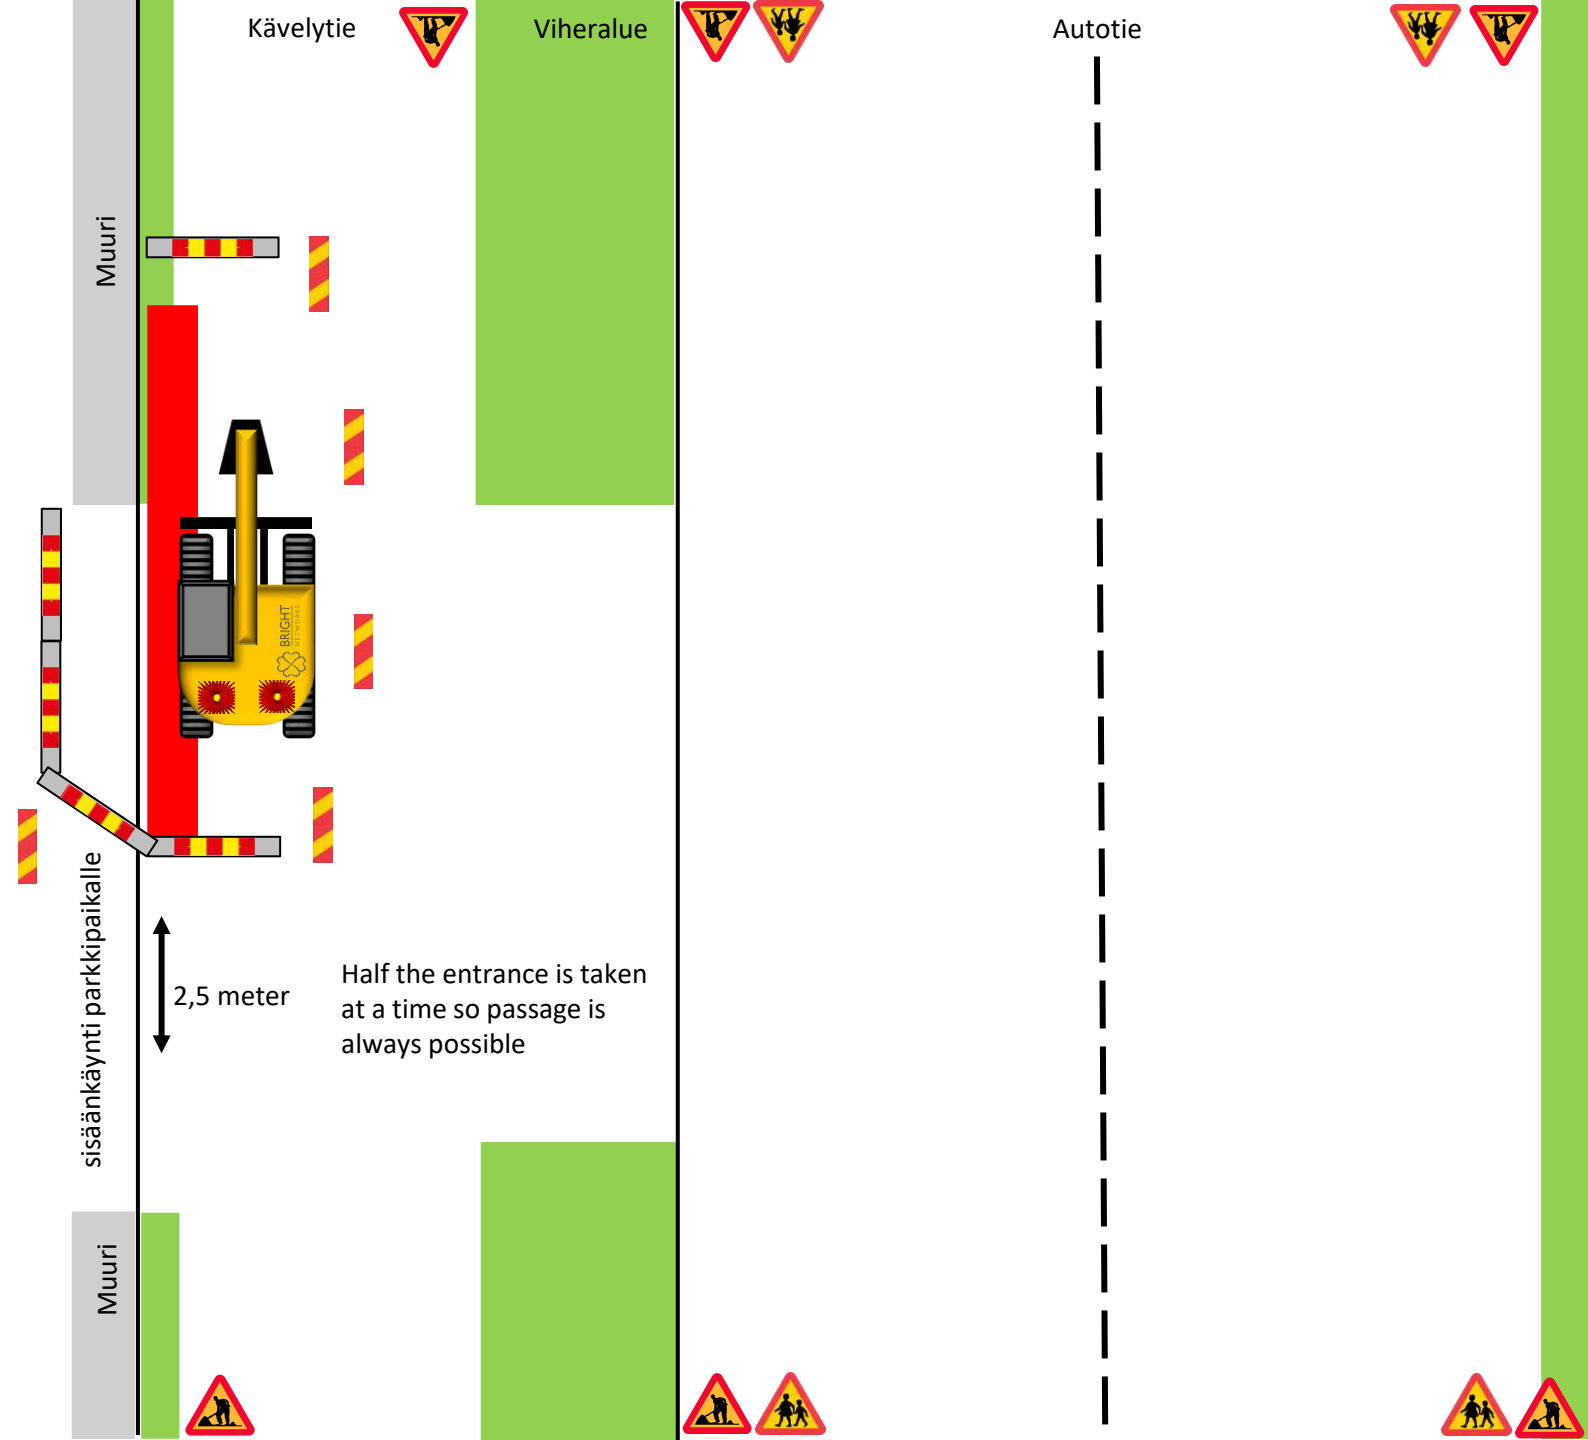 Kävelytie
Viheralue
Autotie
Muuri
BRIGHT
NETWORKS
sisäänkäynti parkkipaikalle
2,5 meter
Half the entrance is taken
at a time so passage is
always possible
Muuri